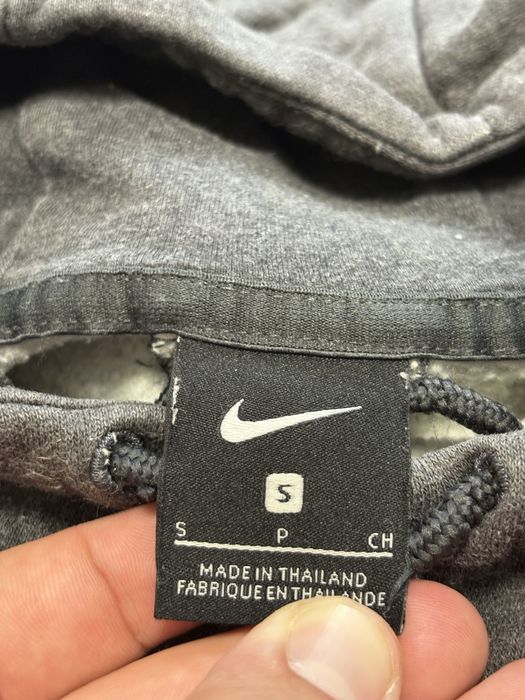 S
S P CH
MADE IN THAILAND
FABRIQUE EN THAILANDE